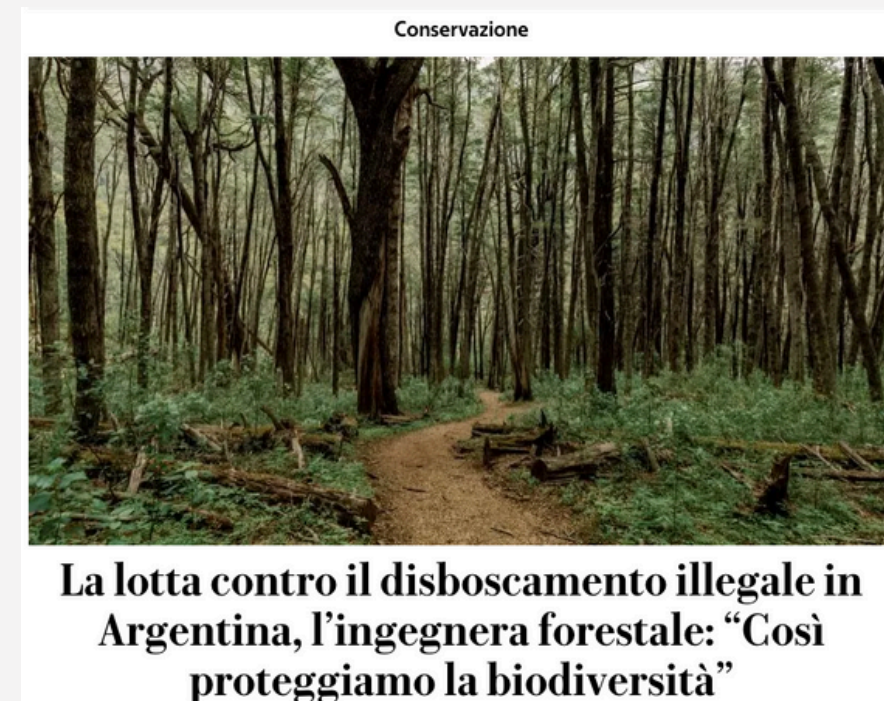 Conservazione
La lotta contro il disboscamento illegale in
Argentina, l’ingegnera forestale: “Così
proteggiamo la biodiversità”